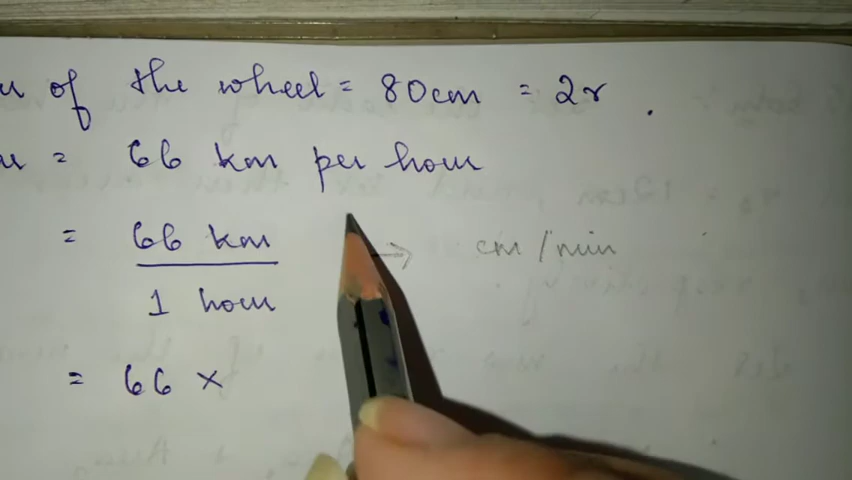 of the wheel = 80cm = 2r .
= 66 km per hour
= 66 km → cm/min
1 hour
= 66 ×